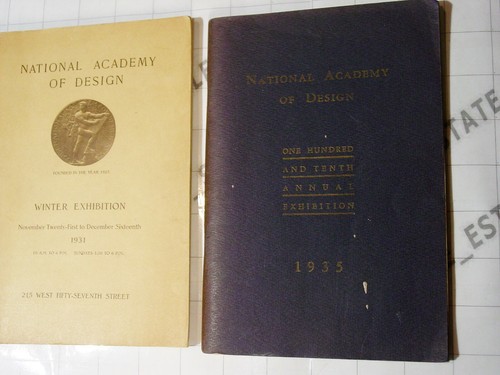 NATIONAL ACADEMY
OF DESIGN
WINTER EXHIBITION
November Twenty-First to December Sixteenth
1931
215 WEST FIFTY-SEVENTH STREET
NATIONAL ACADEMY
OF DESIGN
ONE HUNDRED
AND TENTH
ANNUAL
EXHIBITION
1935
ESTATE